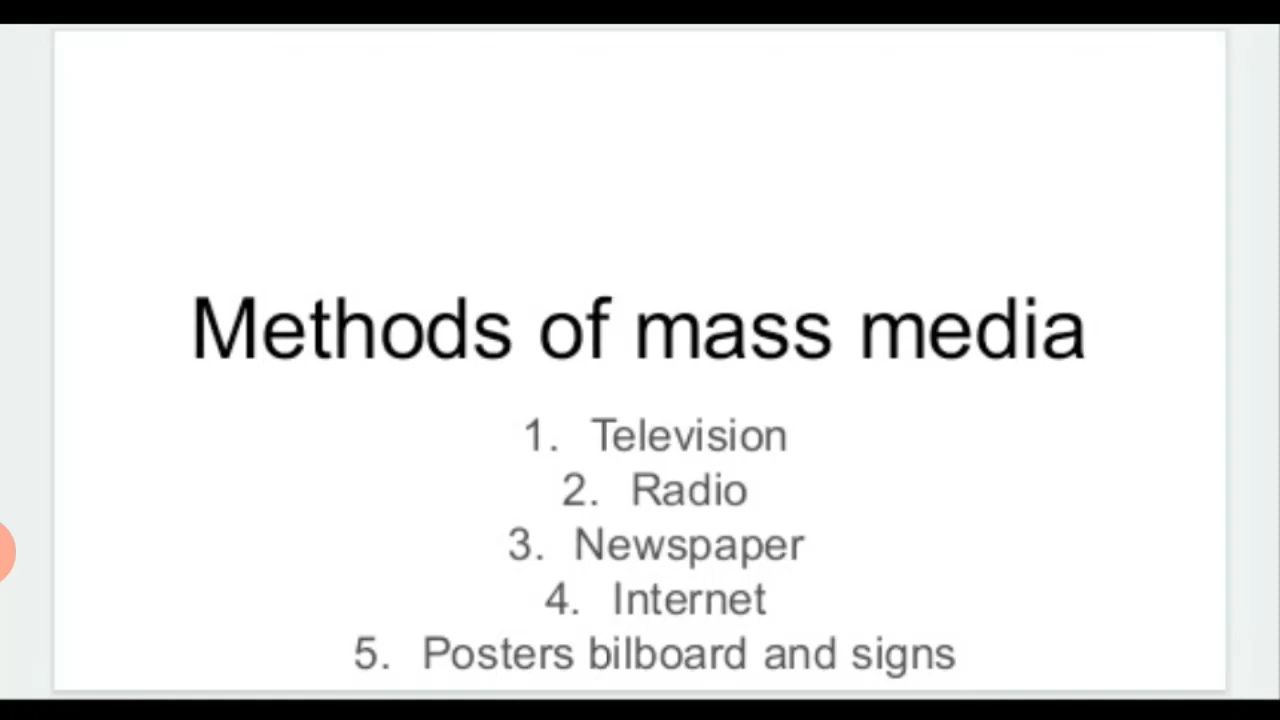 Methods of mass media
1. Television
2. Radio
3. Newspaper
4. Internet
5. Posters bilboard and signs